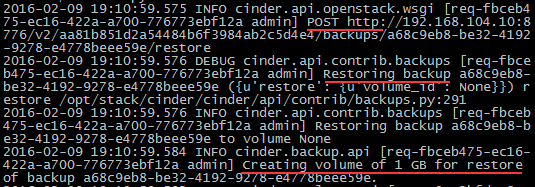 2016-02-09 19:10:59.575 INFO cinder.api.openstack.wsgi [req-fbceb4
75-ec16-422a-a700-776773ebf12a admin] POST http://192.168.104.10:8
776/v2/aa81b851d2a54484b6f3984ab2c5d4e4/backups/a68c9eb8-be32-4192
-9278-e4778beee59e/restore
2016-02-09 19:10:59.576 DEBUG cinder.api.contrib.backups [req-fbce
b475-ec16-422a-a700-776773ebf12a admin] Restoring backup a68c9eb8-
be32-4192-9278-e4778beee59e ({u'restore': {u'volume_id': None}}) r
estore /opt/stack/cinder/cinder/api/contrib/backups.py:291
2016-02-09 19:10:59.576 INFO cinder.api.contrib.backups [req-fbceb
475-ec16-422a-a700-776773ebf12a admin] Restoring backup a68c9eb8-b
e32-4192-9278-e4778beee59e to volume None
2016-02-09 19:10:59.584 INFO cinder.backup.api [req-fbceb475-ec16-
422a-a700-776773ebf12a admin] Creating volume of 1 GB for restore
of backup a68c9eb8-be32-4192-9278-e4778beee59e.